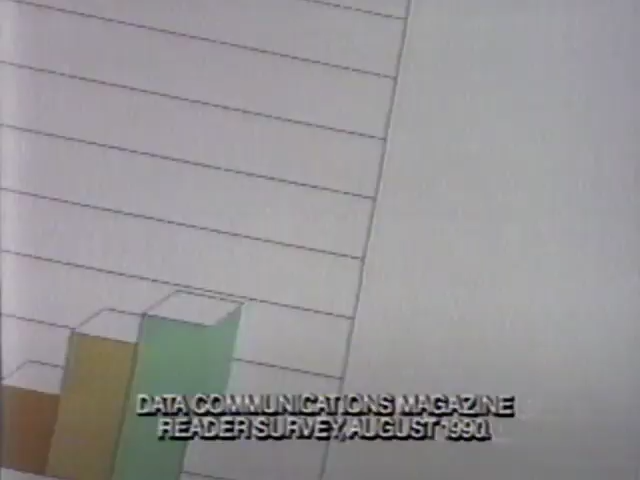 DATA COMMUNICATIONS MAGAZINE
READER SURVEY, AUGUST 1990.